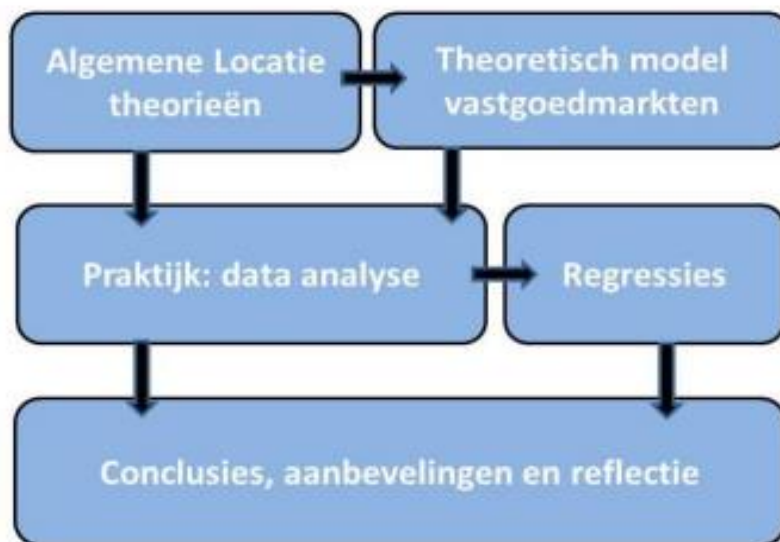 Algemene Locatie
theorieën
Theoretisch model
vastgoedmarkten
Praktijk: data analyse
Regressies
Conclusies, aanbevelingen en reflectie